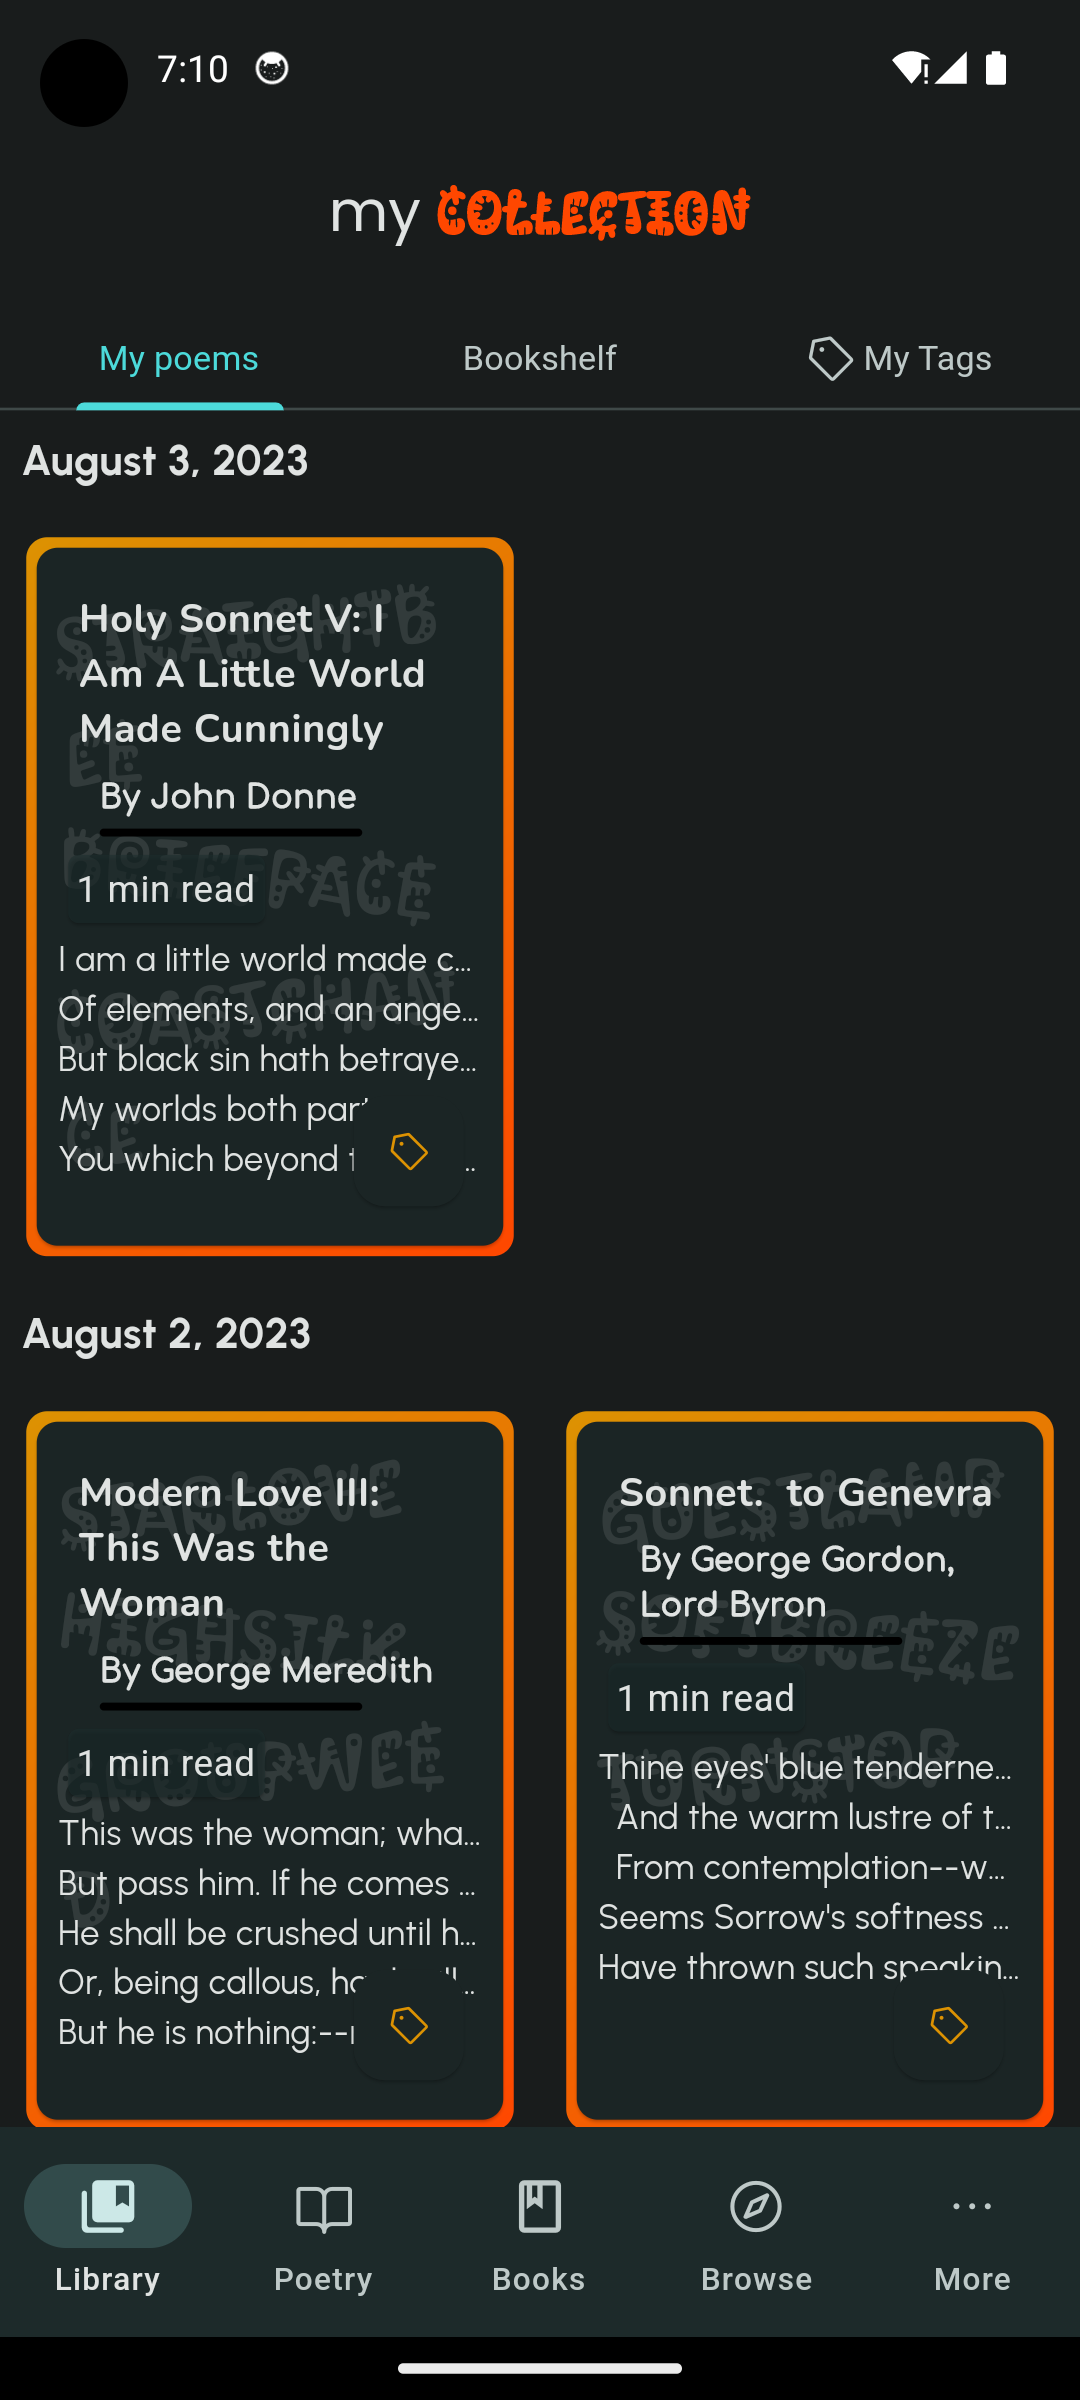 7:10
my COLLECTION
My poems
Bookshelf
My Tags
August 3, 2023
Holy Sonnet V: I
Am A Little World
Made Cunningly
By John Donne
1 min read
I am a little world made c...
Of elements, and an ange...
But black sin hath betraye...
My worlds both par
You which beyond
August 2, 2023
Modern Love III:
This Was the
Woman
By George Meredith
1 min read
This was the woman; wha...
But pass him. If he comes ...
He shall be crushed until h...
Or, being callous, ha
But he is nothing:--
Sonnet.  to Genevra
By George Gordon,
Lord Byron
1 min read
Thine eyes' blue tenderne...
And the warm lustre of t...
From contemplation--w...
Seems Sorrow's softness ...
Have thrown such speakin...
Library
Poetry
Books
Browse
More